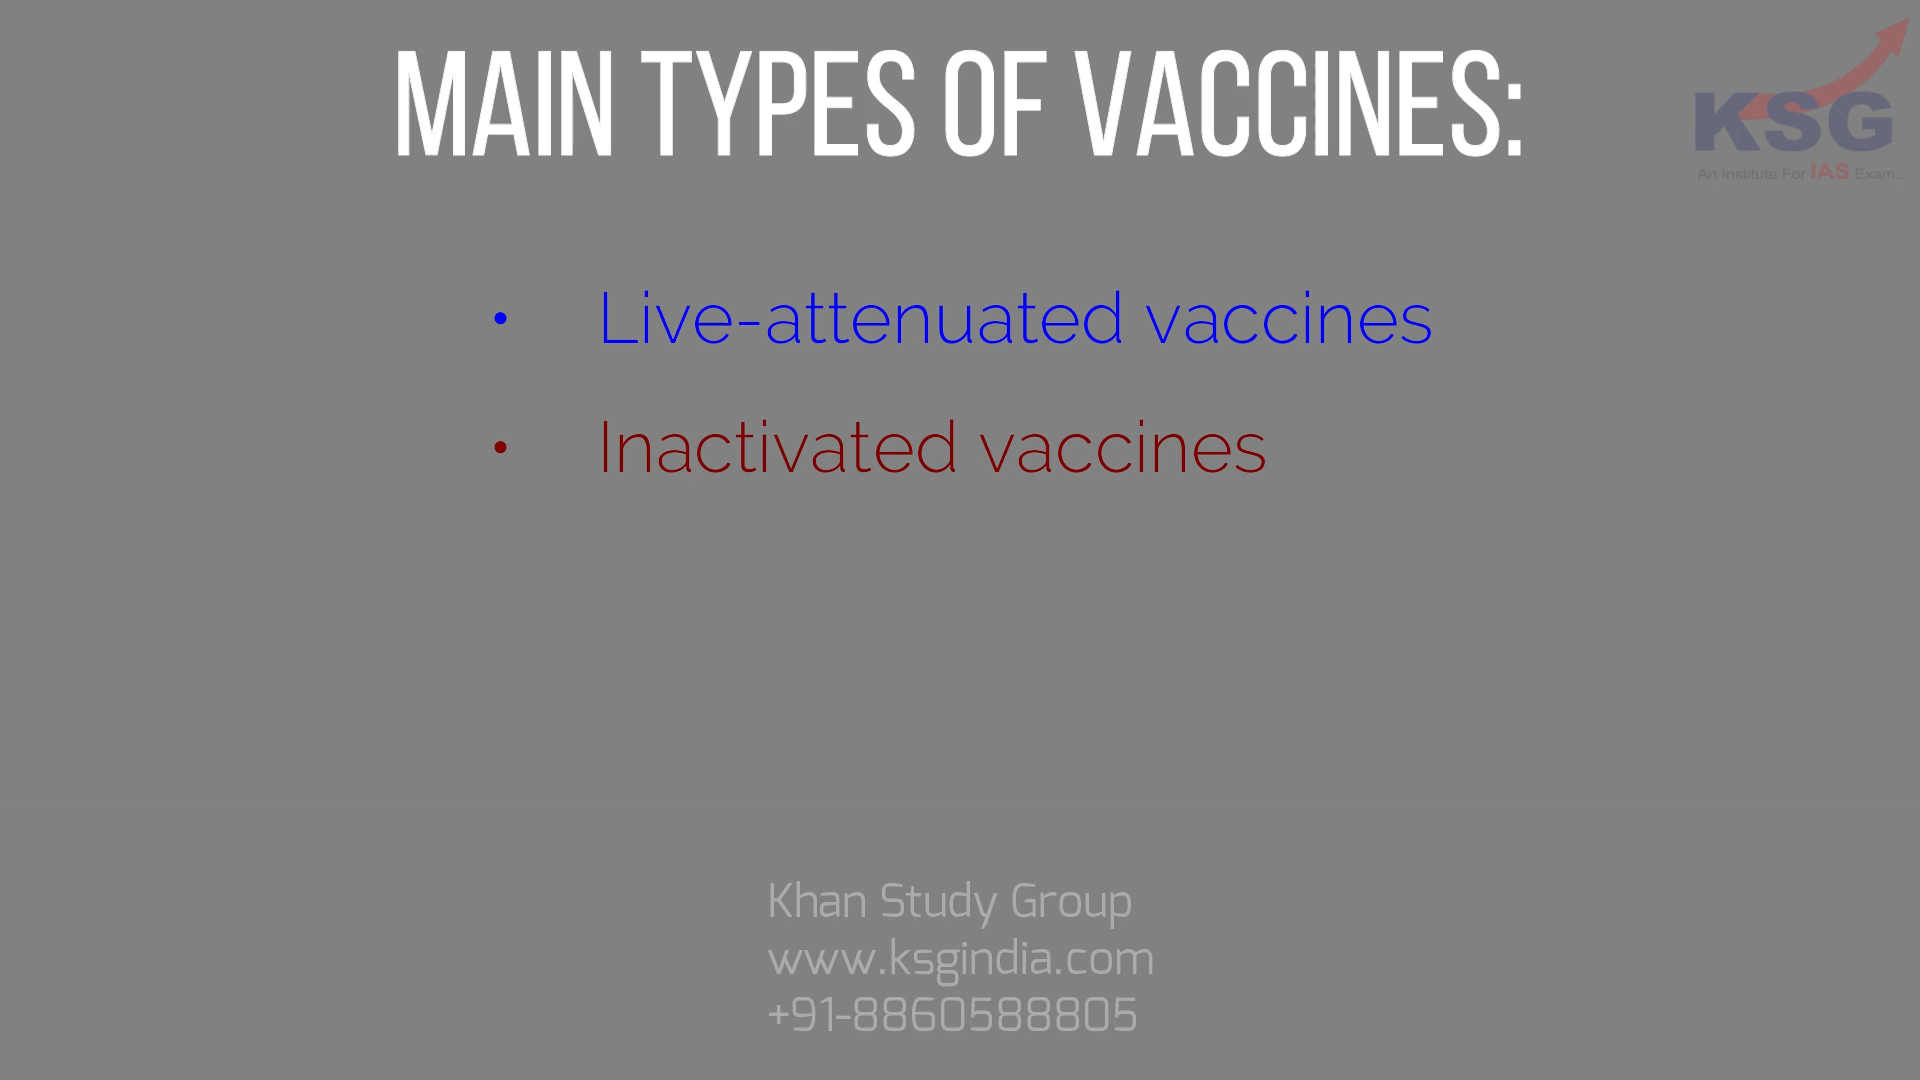 MAIN TYPES OF VACCINES:
KSG
An Institute For IAS Exam...
• Live-attenuated vaccines
• Inactivated vaccines
Khan Study Group
www.ksgindia.com
+91-8860588805